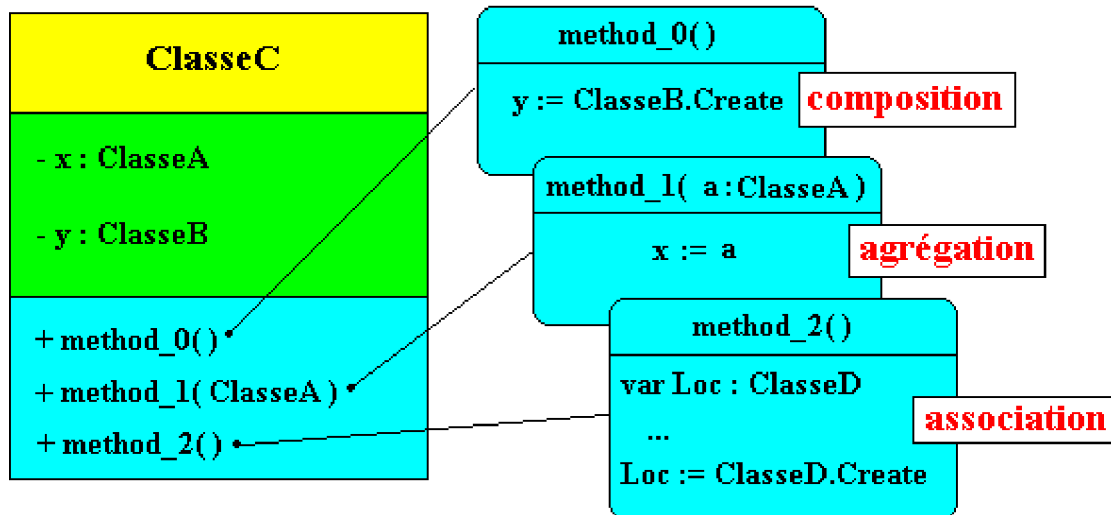 ClasseC
- x : ClasseA
- y : ClasseB
+ method_0()
+ method_1( ClasseA )
+ method_2()
method_0()
y := ClasseB.Create
composition
method_1( a : ClasseA )
x := a
agrégation
method_2()
var Loc : ClasseD
...
Loc := ClasseD.Create
association